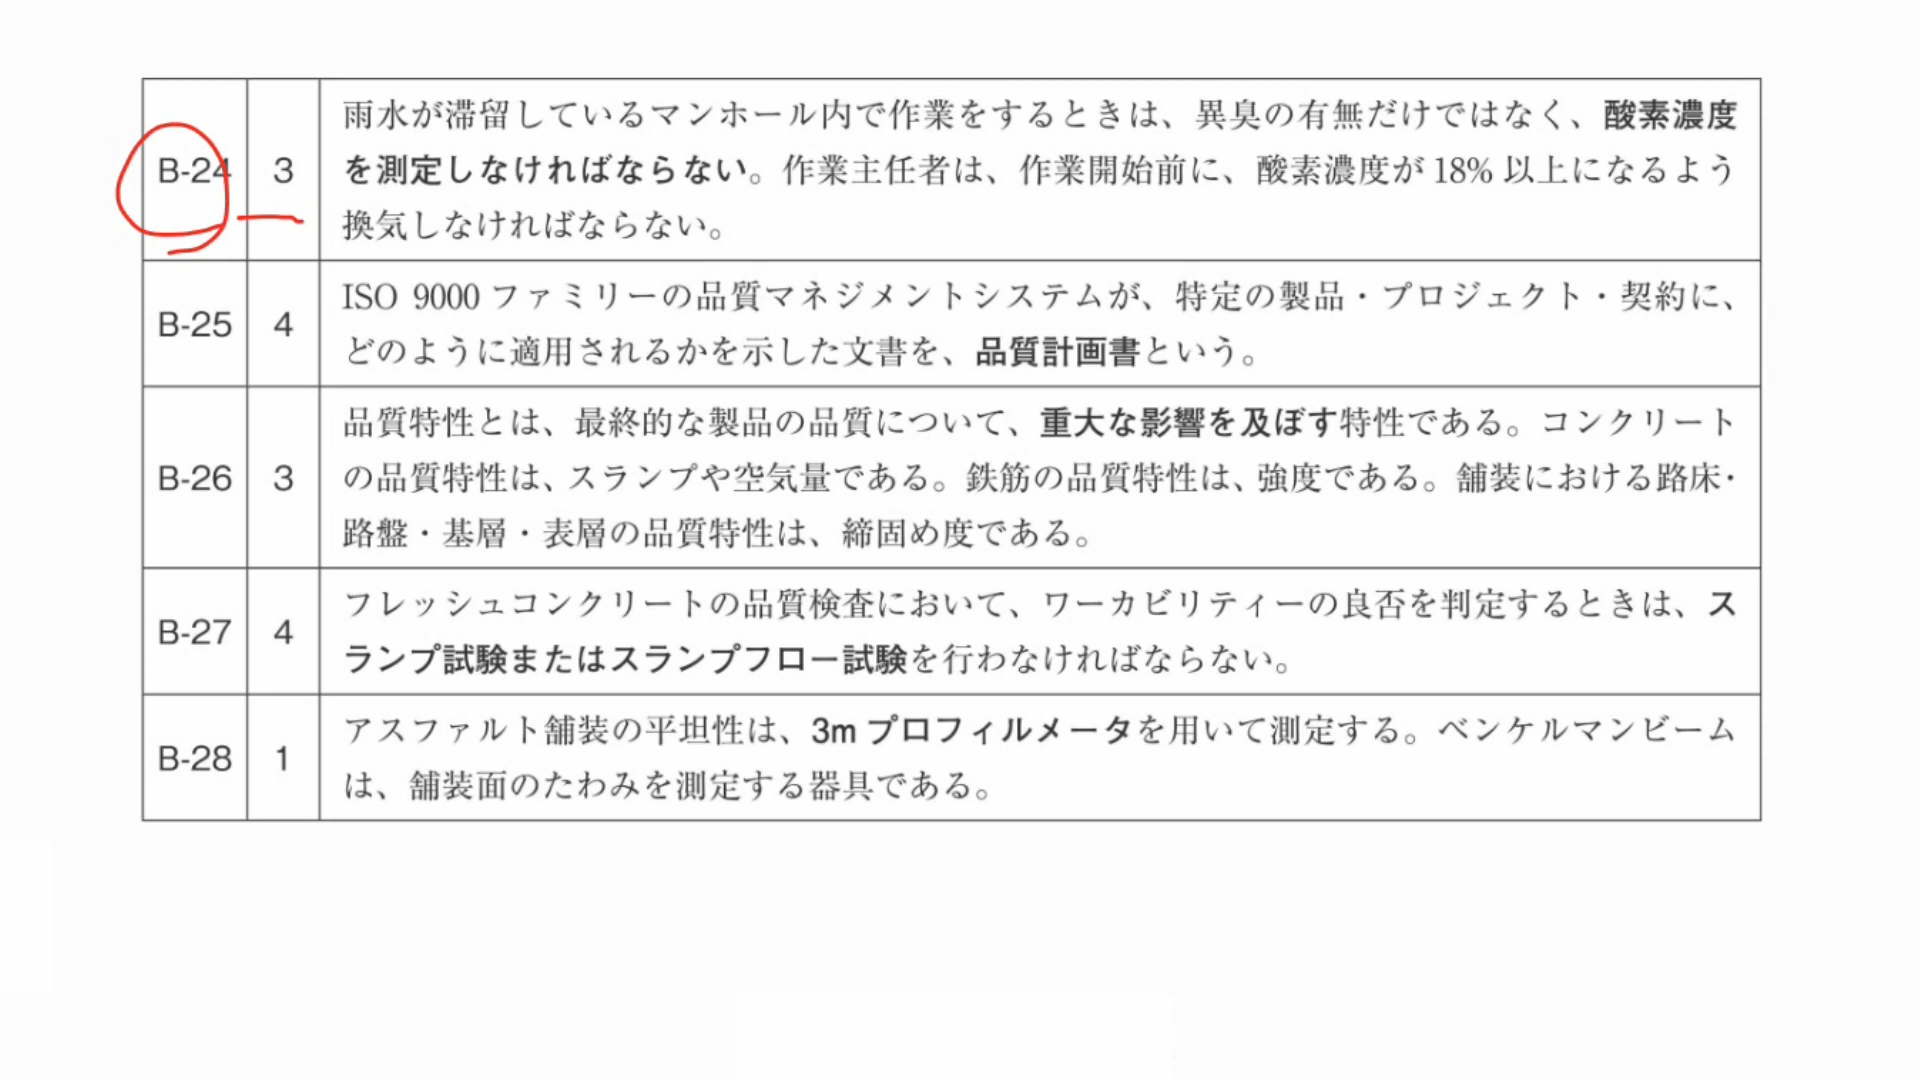 B-24 3 雨水が滞留しているマンホール内で作業をするときは、異臭の有無だけではなく、酸素濃度
を測定しなければならない。作業主任者は、作業開始前に、酸素濃度が 18% 以上になるよう
換気しなければならない。
B-25 4 ISO 9000 ファミリーの品質マネジメントシステムが、特定の製品・プロジェクト・契約に、
どのように適用されるかを示した文書を、品質計画書という。
B-26 3 品質特性とは、最終的な製品の品質について、重大な影響を及ぼす特性である。コンクリート
の品質特性は、スランプや空気量である。鉄筋の品質特性は、強度である。舗装における路床・
路盤・基層・表層の品質特性は、締固め度である。
B-27 4 フレッシュコンクリートの品質検査において、ワーカビリティーの良否を判定するときは、ス
ランプ試験またはスランプフロー試験を行わなければならない。
B-28 1 アスファルト舗装の平坦性は、3m プロフィルメータを用いて測定する。ベンケルマンビーム
は、舗装面のたわみを測定する器具である。